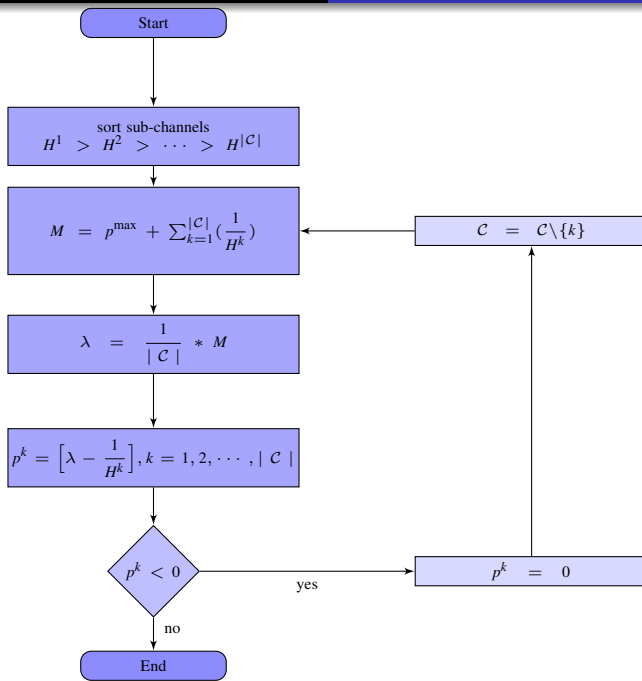 Start
sort sub-channels
H^1 > H^2 > ⋯ > H^{|𝒞|}
M = p^max + ∑_{k=1}^{|𝒞|}(1/H^k)
𝒞 = 𝒞\{k}
λ = 1/|𝒞| * M
p^k = [λ − 1/H^k], k = 1, 2, ⋯ , |𝒞|
p^k < 0
yes
p^k = 0
no
End